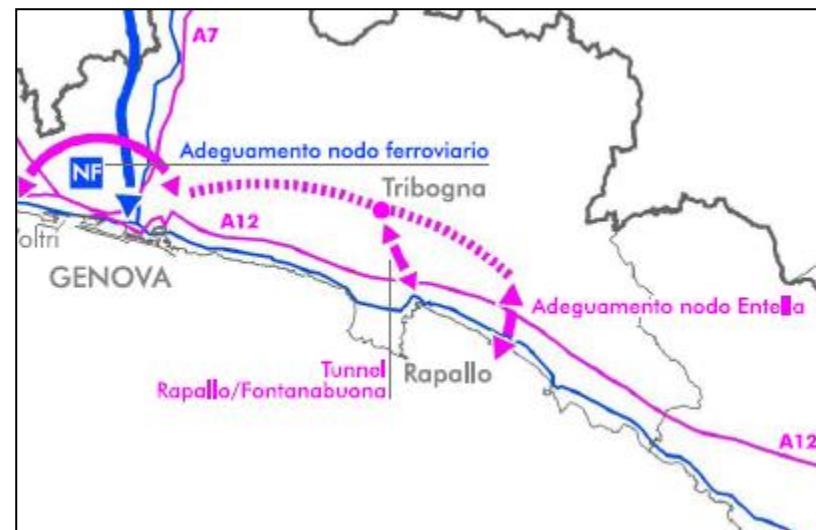 A7
Adeguamento nodo ferroviario
NF
Tribogna
A12
oltri
GENOVA
Adeguamento nodo Entella
Tunnel
Rapallo/Fontanabuona
Rapallo
A12